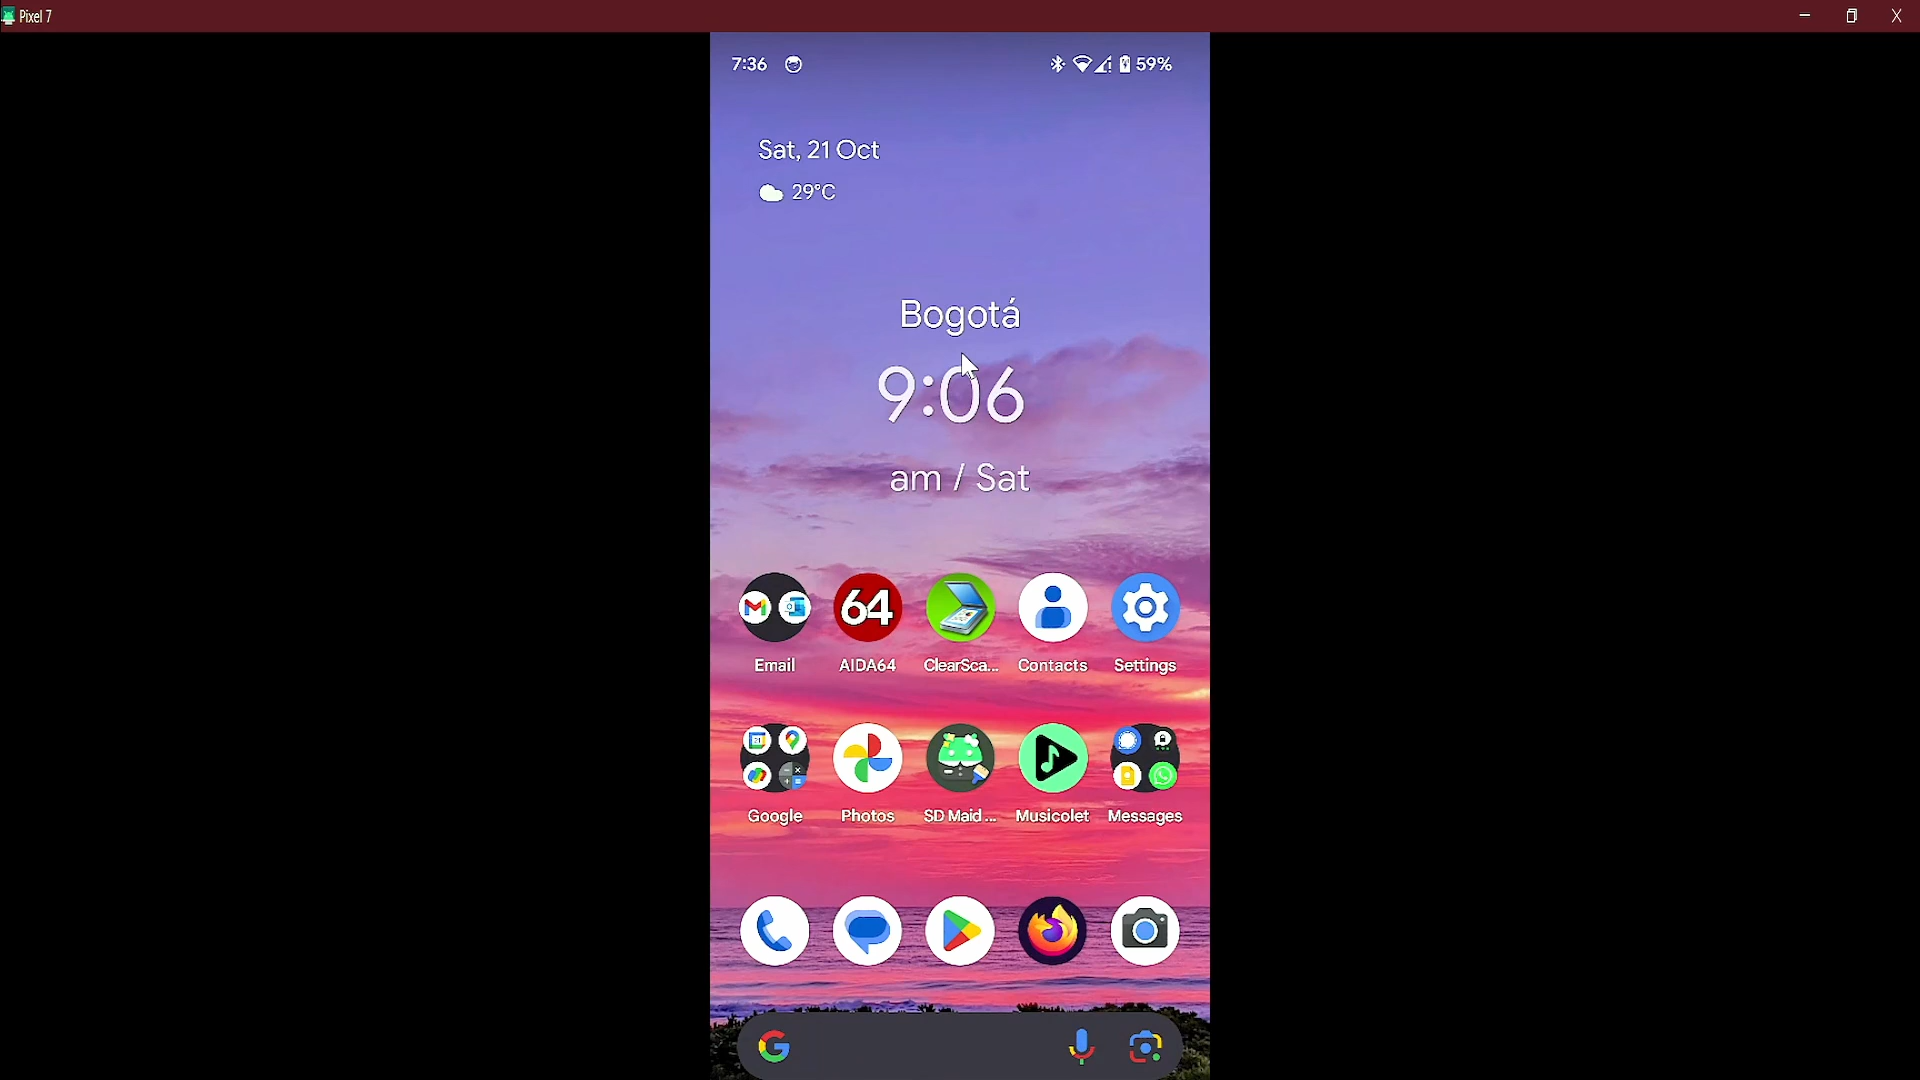 Pixel 7
7:36
59%
Sat, 21 Oct
29°C
Bogotá
9:06
am / Sat
64
Email
AIDA64
ClearSca...
Contacts
Settings
Google
Photos
SD Maid ...
Musicolet
Messages